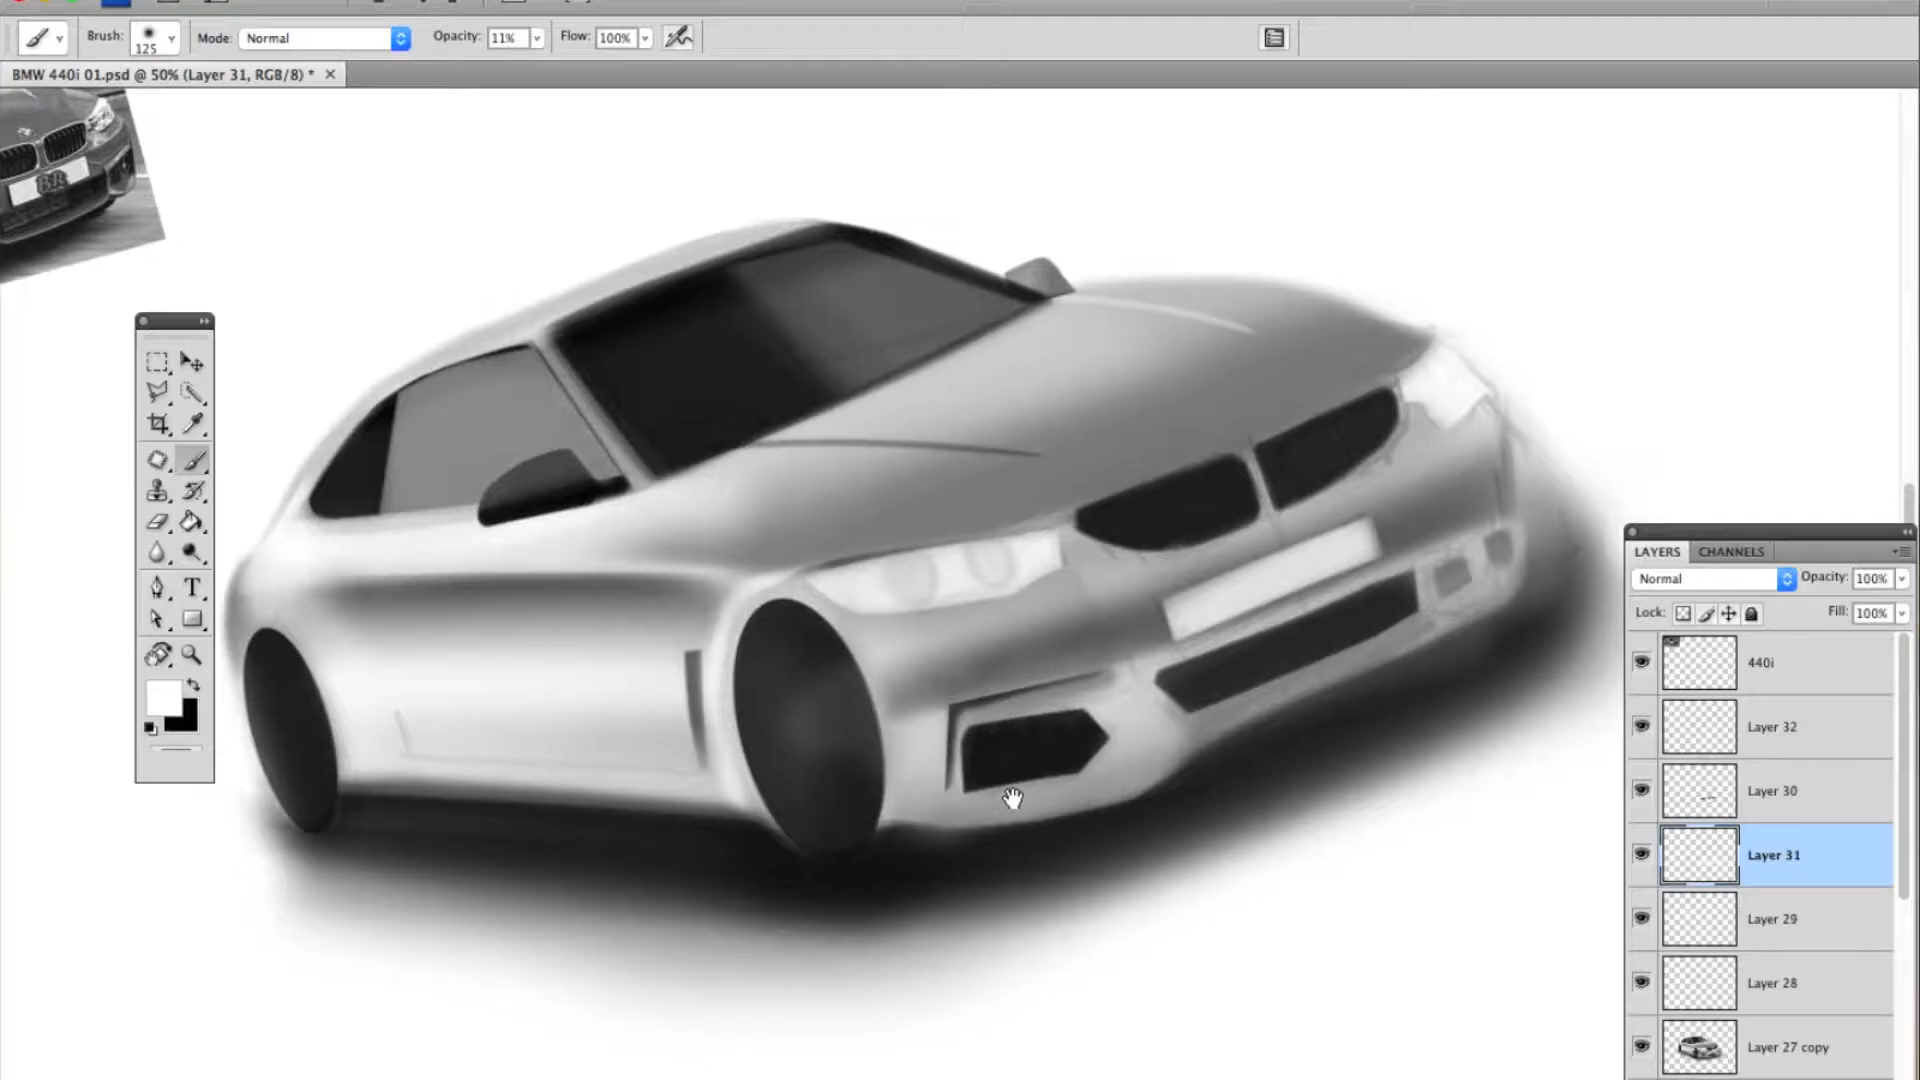 Brush: 125 Mode: Normal Opacity: 11% Flow: 100%
BMW 440i 01.psd @ 50% (Layer 31, RGB/8) *
BR
LAYERS CHANNELS
Normal Opacity: 100%
Lock: Fill: 100%
440i
Layer 32
Layer 30
Layer 31
Layer 29
Layer 28
Layer 27 copy